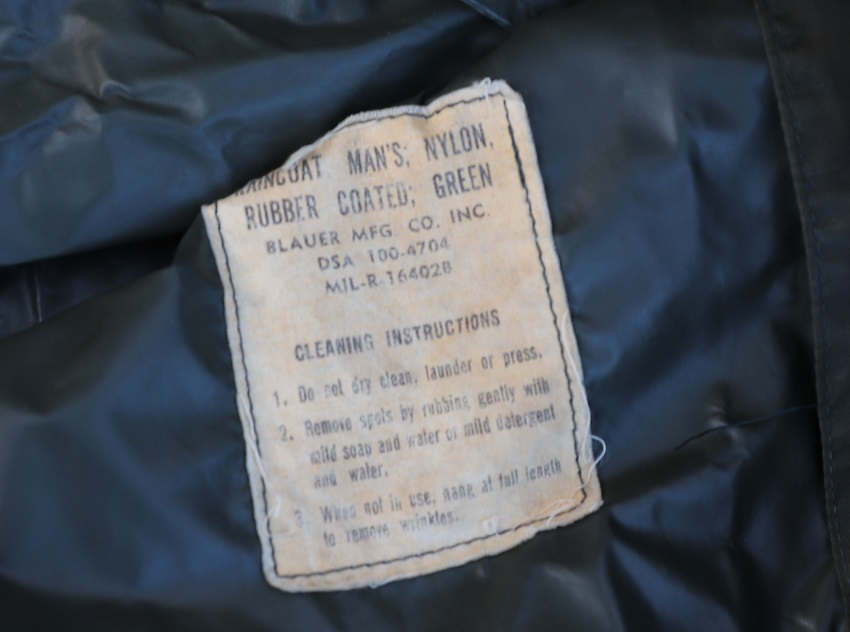 RAINCOAT MAN'S; NYLON,
RUBBER COATED; GREEN
BLAUER MFG. CO. INC.
DSA 100-4704
MIL-R-16402B
CLEANING INSTRUCTIONS
1. Do not dry clean, launder or press.
2. Remove spots by rubbing gently with
mild soap and water or mild detergent
and water.
3. When not in use, hang at full length
to remove wrinkles.